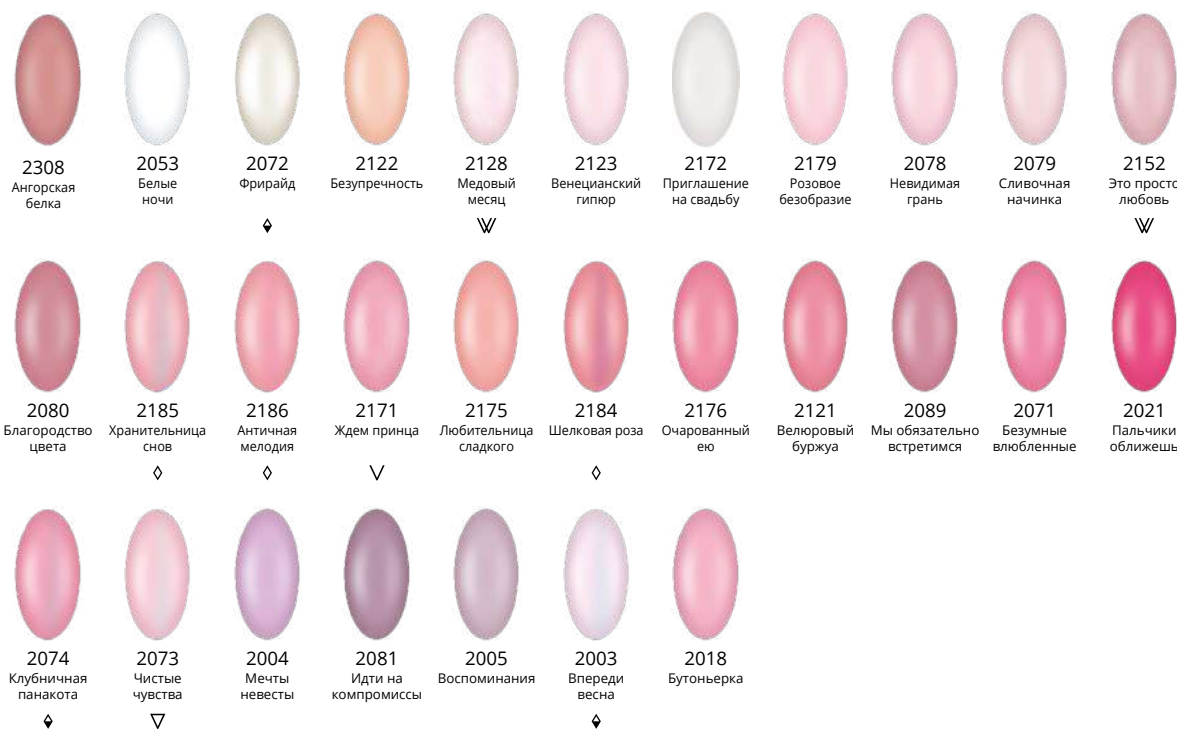 2308 2053 2072 2122 2128 2123 2172 2179 2078 2079 2152
Ангорская Белые Фрирайд Безупречность Медовый Венецианский Приглашение Розовое Невидимая Сливочная Это просто
белка ночи месяц гипюр на свадьбу безобразие грань начинка любовь
2080 2185 2186 2171 2175 2184 2176 2121 2089 2071 2021
Благородство Хранительница Античная Ждем принца Любительница Шелковая роза Очарованный Велюровый Мы обязательно Безумные Пальчики
цвета снов мелодия сладкого ею буржуа встретимся влюбленные оближешь
2074 2073 2004 2081 2005 2003 2018
Клубничная Чистые Мечты Идти на Воспоминания Впереди Бутоньерка
панакота чувства невесты компромиссы весна